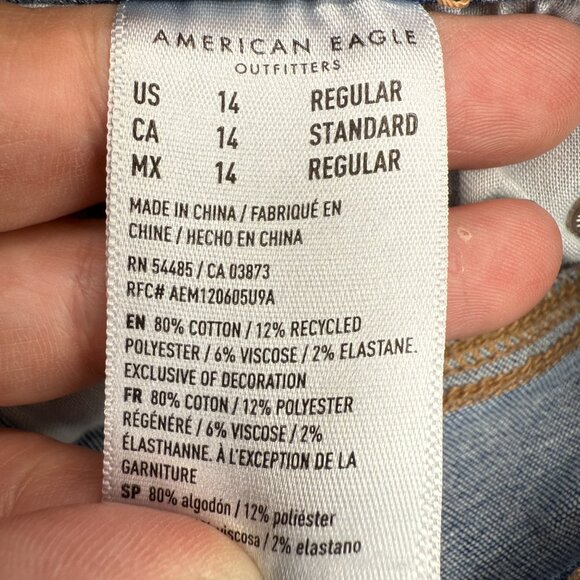 AMERICAN EAGLE
OUTFITTERS
US 14 REGULAR
CA 14 STANDARD
MX 14 REGULAR
MADE IN CHINA / FABRIQUÉ EN
CHINE / HECHO EN CHINA
RN 54485 / CA 03873
RFC# AEM120605U9A
EN 80% COTTON / 12% RECYCLED
POLYESTER / 6% VISCOSE / 2% ELASTANE.
EXCLUSIVE OF DECORATION
FR 80% COTON / 12% POLYESTER
RÉGÉNÉRÉ / 6% VISCOSE / 2%
ÉLASTHANNE. À L'EXCEPTION DE LA
GARNITURE
SP 80% algodón / 12% poliéster
viscosa / 2% elastano